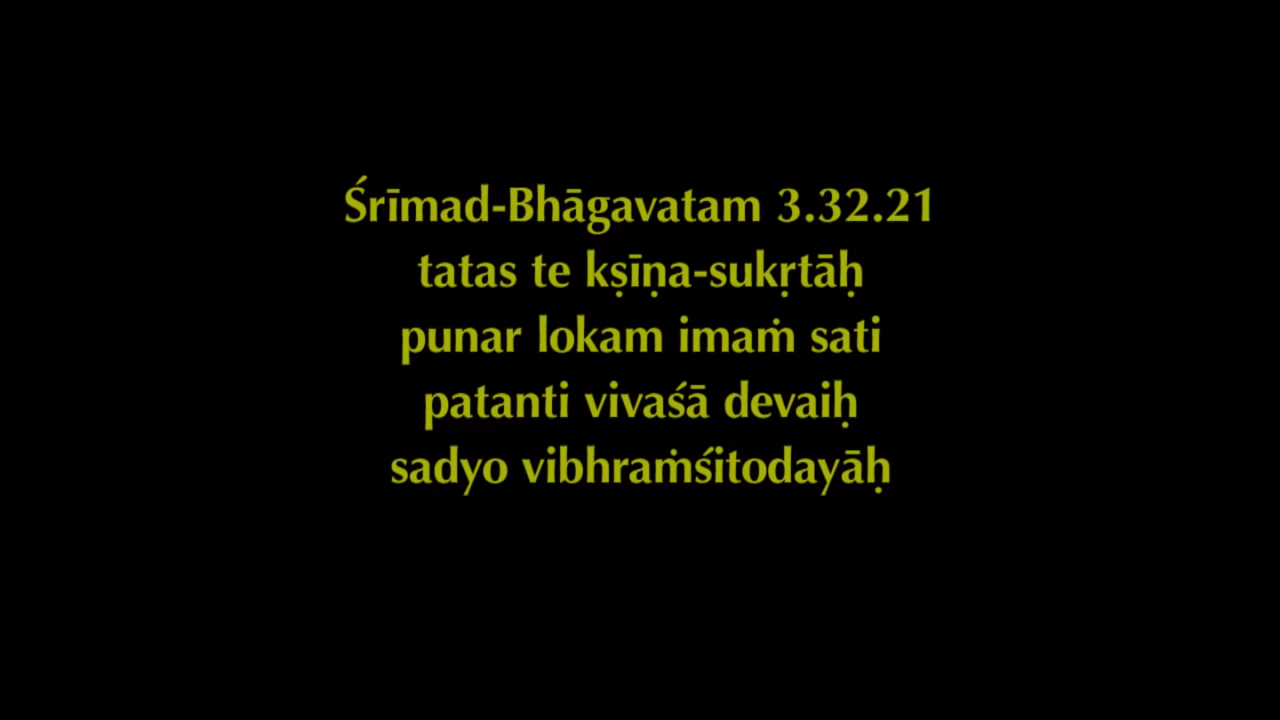 Śrīmad-Bhāgavatam 3.32.21
tatas te kṣīṇa-sukṛtāḥ
punar lokam imaṁ sati
patanti vivaśā devaiḥ
sadyo vibhraṁśitodayāḥ